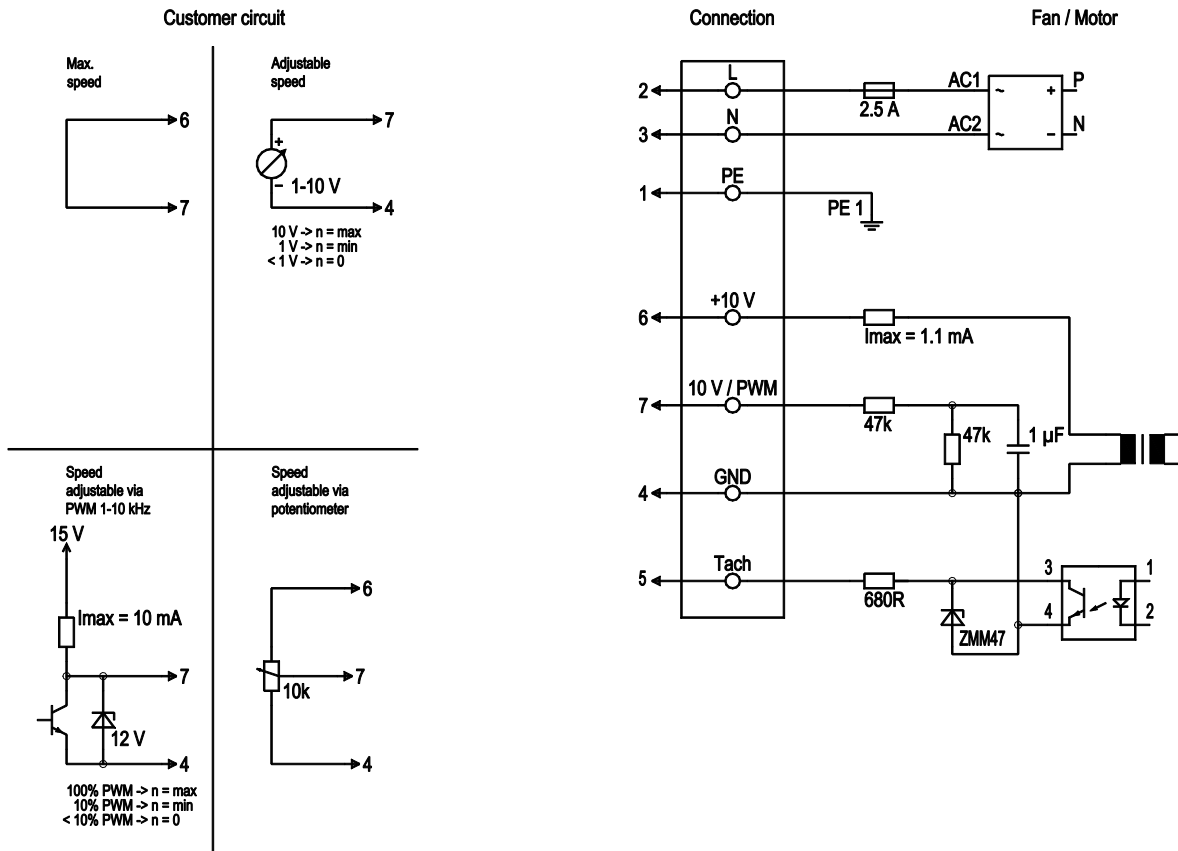 Customer circuit
Connection
Fan / Motor
Max.
speed
6
7
Adjustable
speed
7
+
− 1-10 V
4
10 V -> n = max
1 V -> n = min
< 1 V -> n = 0
Speed
adjustable via
PWM 1-10 kHz
15 V
Imax = 10 mA
7
12 V
4
100% PWM -> n = max
10% PWM -> n = min
< 10% PWM -> n = 0
Speed
adjustable via
potentiometer
6
7
10k
4
2
L
2.5 A
AC1
~
+
P
3
N
AC2
~
−
N
1
PE
PE 1
6
+10 V
Imax = 1.1 mA
7
10 V / PWM
47k
47k
1 µF
4
GND
5
Tach
680R
ZMM47
3
1
4
2